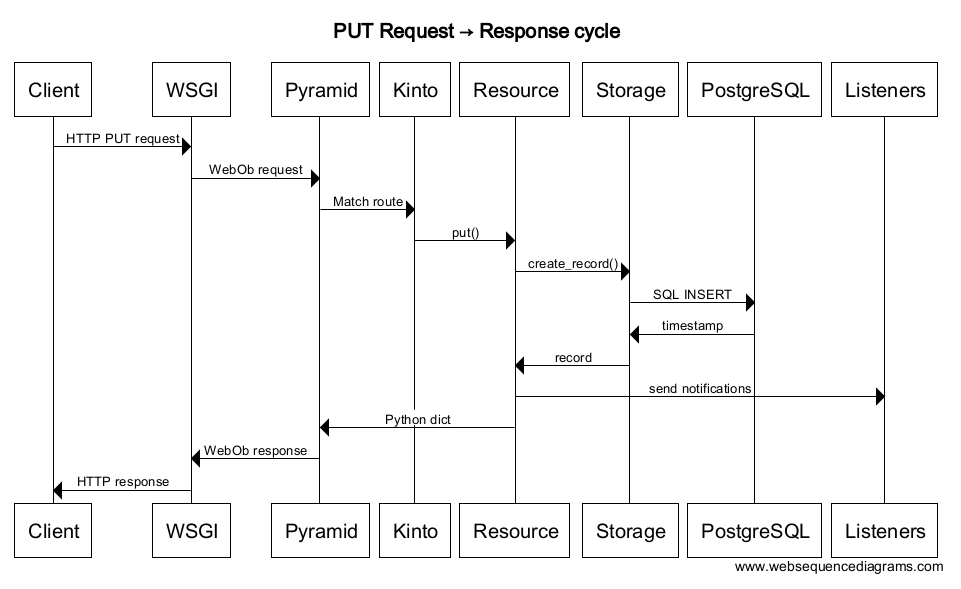 PUT Request → Response cycle
Client WSGI Pyramid Kinto Resource Storage PostgreSQL Listeners
HTTP PUT request
WebOb request
Match route
put()
create_record()
SQL INSERT
timestamp
record
send notifications
Python dict
WebOb response
HTTP response
Client WSGI Pyramid Kinto Resource Storage PostgreSQL Listeners
www.websequencediagrams.com